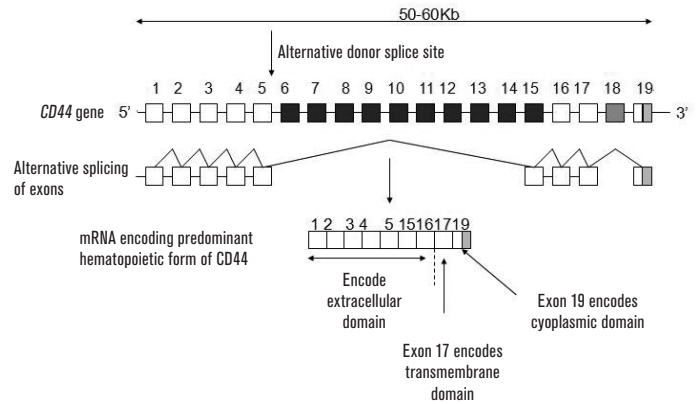 50-60Kb
Alternative donor splice site
1 2 3 4 5 6 7 8 9 10 11 12 13 14 15 16 17 18 19
CD44 gene 5' 3'
Alternative splicing
of exons
1 2 3 4 5 15 16 17 19
mRNA encoding predominant
hematopoietic form of CD44
Encode
extracellular
domain
Exon 19 encodes
cyoplasmic domain
Exon 17 encodes
transmembrane
domain